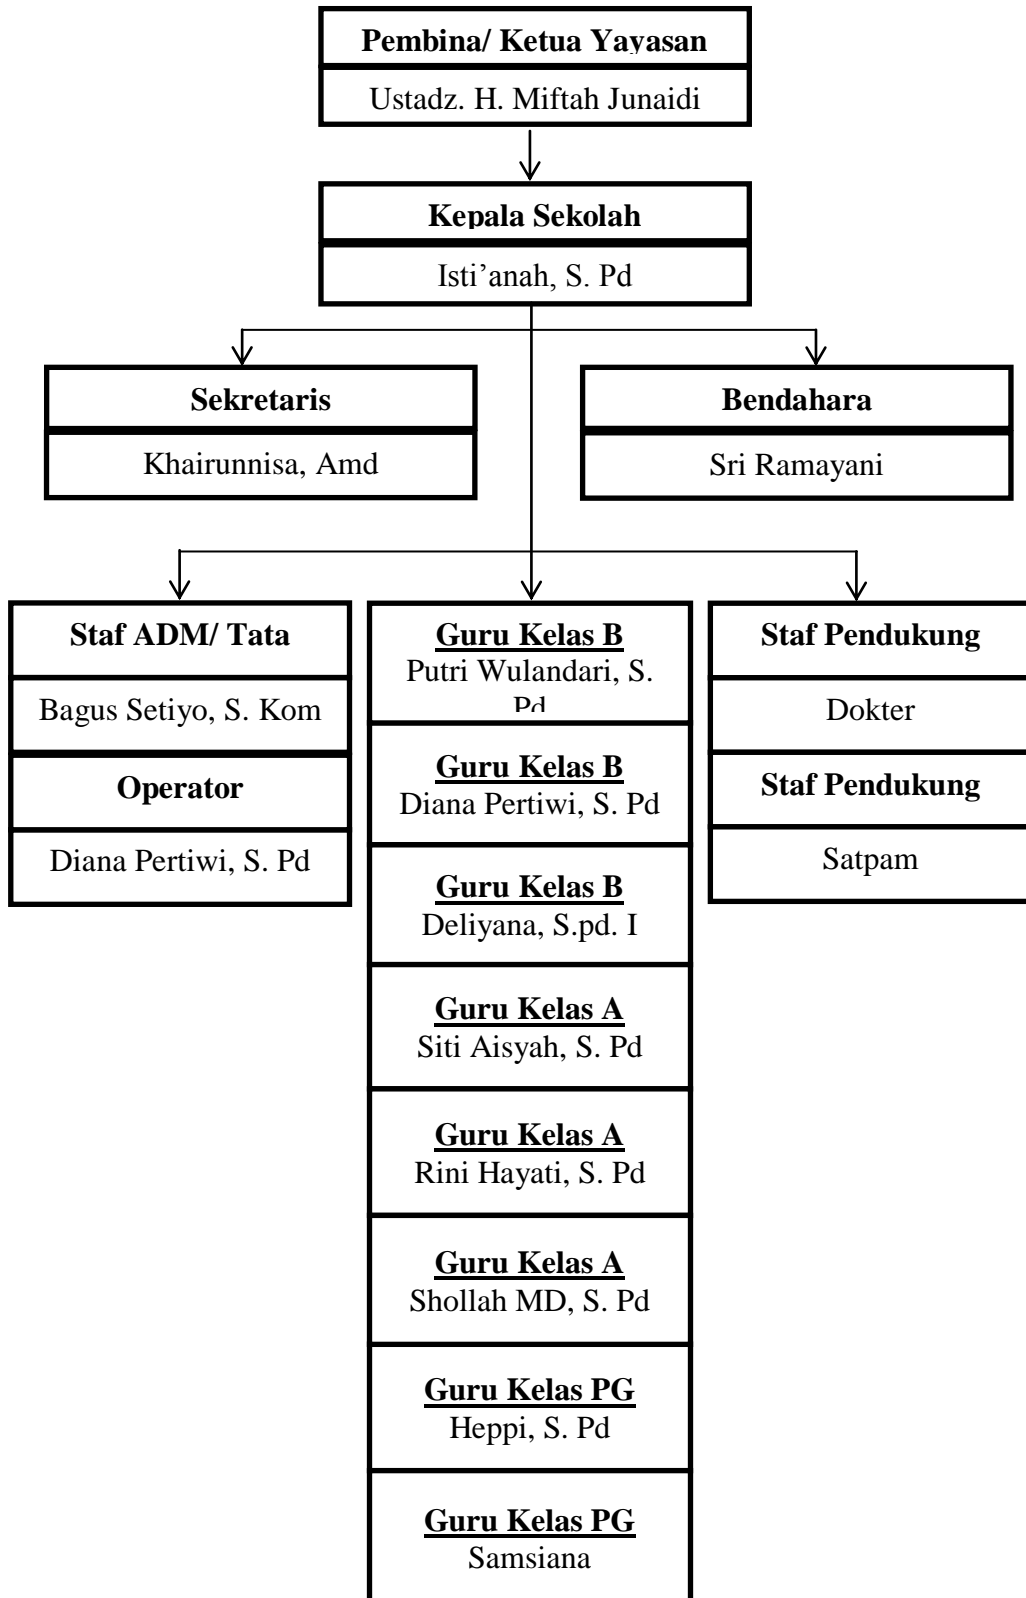 Pembina/ Ketua Yayasan
Ustadz. H. Miftah Junaidi
Kepala Sekolah
Isti’anah, S. Pd
Sekretaris
Khairunnisa, Amd
Bendahara
Sri Ramayani
Staf ADM/ Tata
Bagus Setiyo, S. Kom
Operator
Diana Pertiwi, S. Pd
Guru Kelas B
Putri Wulandari, S.
Pd
Guru Kelas B
Diana Pertiwi, S. Pd
Guru Kelas B
Deliyana, S.pd. I
Guru Kelas A
Siti Aisyah, S. Pd
Guru Kelas A
Rini Hayati, S. Pd
Guru Kelas A
Shollah MD, S. Pd
Guru Kelas PG
Heppi, S. Pd
Guru Kelas PG
Samsiana
Staf Pendukung
Dokter
Staf Pendukung
Satpam